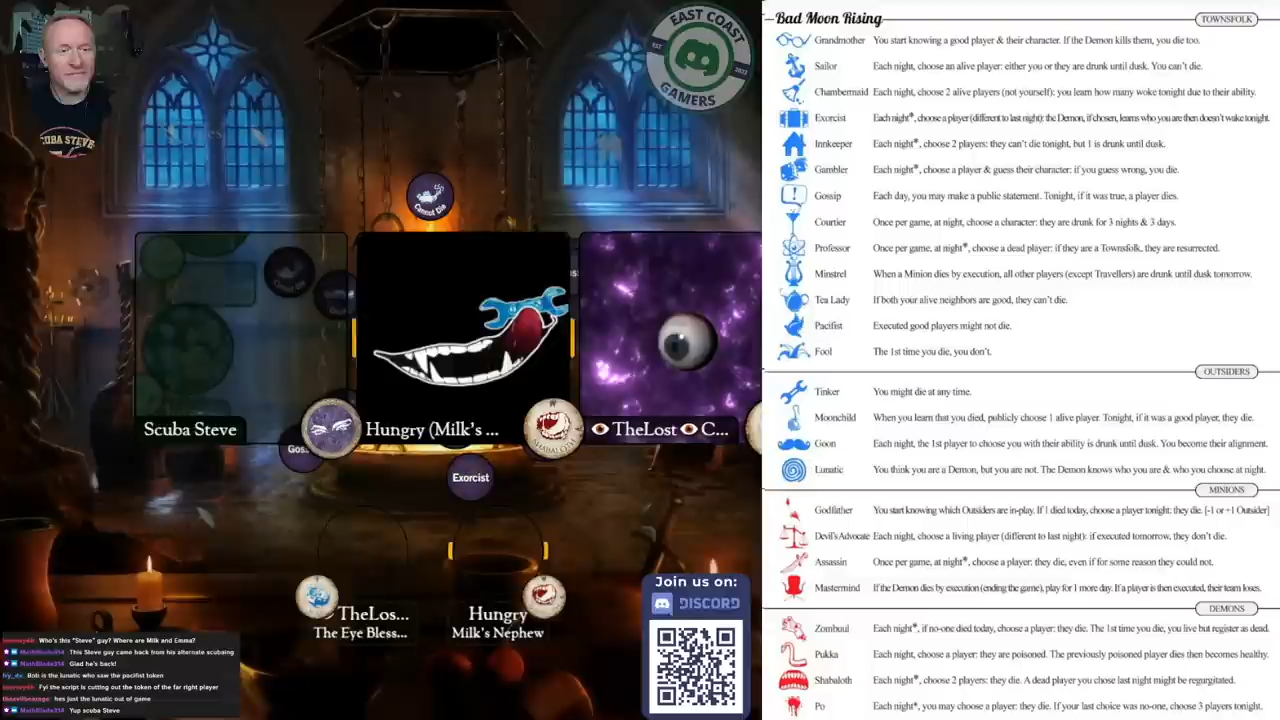 EAST COAST
EST
2022
GAMERS
CUBA STEVE
Cannot Die
Scuba Steve
Hungry (Milk's ...
SHABALOTH
TheLost C...
Gos
Exorcist
TheLos...
The Eye Bless...
Hungry
Milk's Nephew
Join us on:
DISCORD
Who's this "Steve" guy? Where are Milk and Emma?
MathBlade314 This Steve guy came back from his alternate scubaing
MathBlade314 Glad he's back!
Bob is the lunatic who saw the pacifist token
Fyi the script is cutting out the token of the far right player
hes just the lunatic out of game
MathBlade314 Yup scuba Steve
Bad Moon Rising
TOWNSFOLK
Grandmother You start knowing a good player & their character. If the Demon kills them, you die too.
Sailor Each night, choose an alive player: either you or they are drunk until dusk. You can't die.
Chambermaid Each night, choose 2 alive players (not yourself): you learn how many woke tonight due to their ability.
Exorcist Each night*, choose a player (different to last night): the Demon, if chosen, learns who you are then doesn't wake tonight.
Innkeeper Each night*, choose 2 players: they can't die tonight, but 1 is drunk until dusk.
Gambler Each night*, choose a player & guess their character: if you guess wrong, you die.
Gossip Each day, you may make a public statement. Tonight, if it was true, a player dies.
Courtier Once per game, at night, choose a character: they are drunk for 3 nights & 3 days.
Professor Once per game, at night*, choose a dead player: if they are a Townsfolk, they are resurrected.
Minstrel When a Minion dies by execution, all other players (except Travellers) are drunk until dusk tomorrow.
Tea Lady If both your alive neighbors are good, they can't die.
Pacifist Executed good players might not die.
Fool The 1st time you die, you don't.
OUTSIDERS
Tinker You might die at any time.
Moonchild When you learn that you died, publicly choose 1 alive player. Tonight, if it was a good player, they die.
Goon Each night, the 1st player to choose you with their ability is drunk until dusk. You become their alignment.
Lunatic You think you are a Demon, but you are not. The Demon knows who you are & who you choose at night.
MINIONS
Godfather You start knowing which Outsiders are in-play. If 1 died today, choose a player tonight: they die. [-1 or +1 Outsider]
Devil's Advocate Each night, choose a living player (different to last night): if executed tomorrow, they don't die.
Assassin Once per game, at night*, choose a player: they die, even if for some reason they could not.
Mastermind If the Demon dies by execution (ending the game), play for 1 more day. If a player is then executed, their team loses.
DEMONS
Zombuul Each night*, if no-one died today, choose a player: they die. The 1st time you die, you live but register as dead.
Pukka Each night, choose a player: they are poisoned. The previously poisoned player dies then becomes healthy.
Shabaloth Each night*, choose 2 players: they die. A dead player you chose last night might be regurgitated.
Po Each night*, you may choose a player: they die. If your last choice was no-one, choose 3 players tonight.